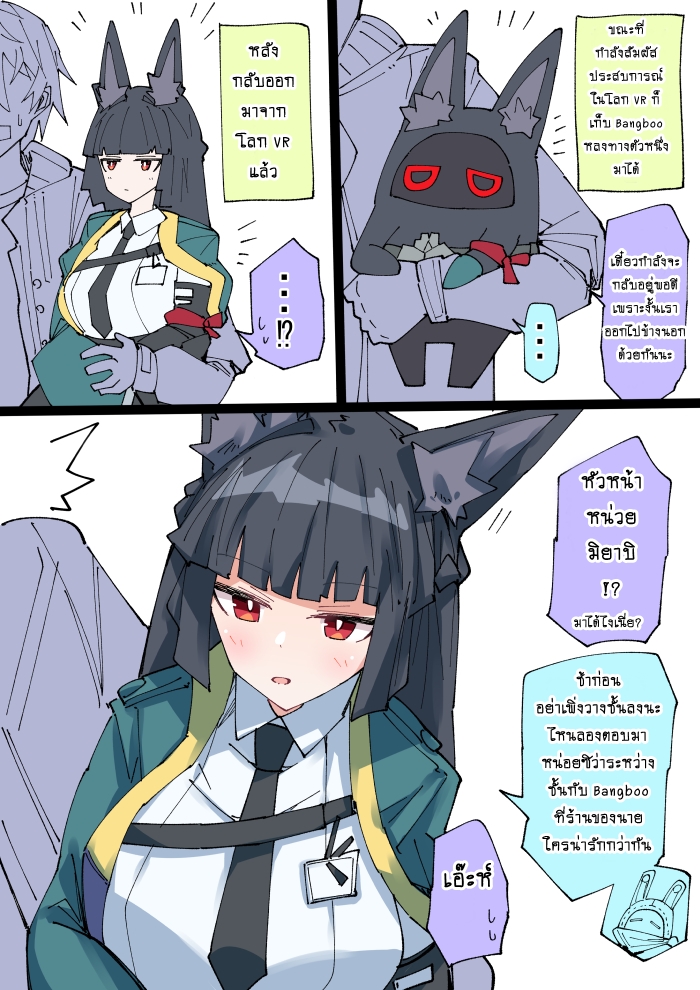 ขณะที่
กำลังสัมผัส
ประสบการณ์
ในโลก VR ก็
เก็บ Bangboo
หลงทางตัวหนึ่ง
มาได้
เดี๋ยวกำลังจะ
กลับอยู่พอดี
เพราะงั้นเรา
ออกไปข้างนอก
ด้วยกันนะ
...
หลัง
กลับออก
มาจาก
โลก VR
แล้ว
...
!?
หัวหน้า
หน่วย
มิยาบิ
!?
มาได้ไงเนี่ย?
ช้าก่อน
อย่าเพิ่งวางชั้นลงนะ
ไหนลองตอบมา
หน่อยซิว่าระหว่าง
ชั้นกับ Bangboo
ที่ร้านของนาย
ใครน่ารักกว่ากัน
เอ๊ะห์